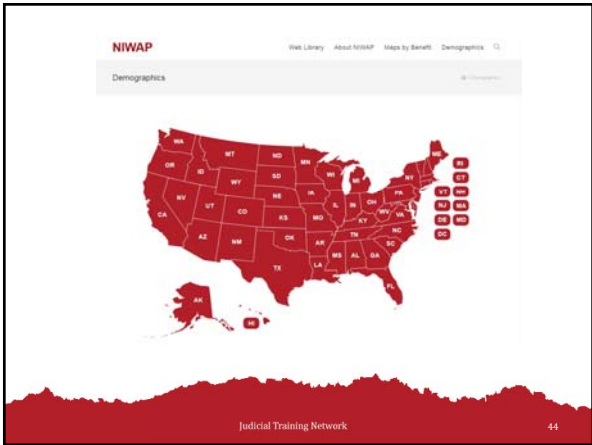 NIWAP
Web Library About NIWAP Maps by Benefit Demographics
Demographics
WA
MT
ND
MN
ME
OR
ID
WY
SD
WI
MI
NY
RI
CT
NV
UT
CO
NE
IA
IL
IN
OH
PA
VT
NH
CA
KS
MO
KY
WV
VA
NJ
MA
AZ
NM
OK
AR
TN
NC
SC
DE
MD
TX
LA
MS
AL
GA
DC
FL
AK
HI
Judicial Training Network
44